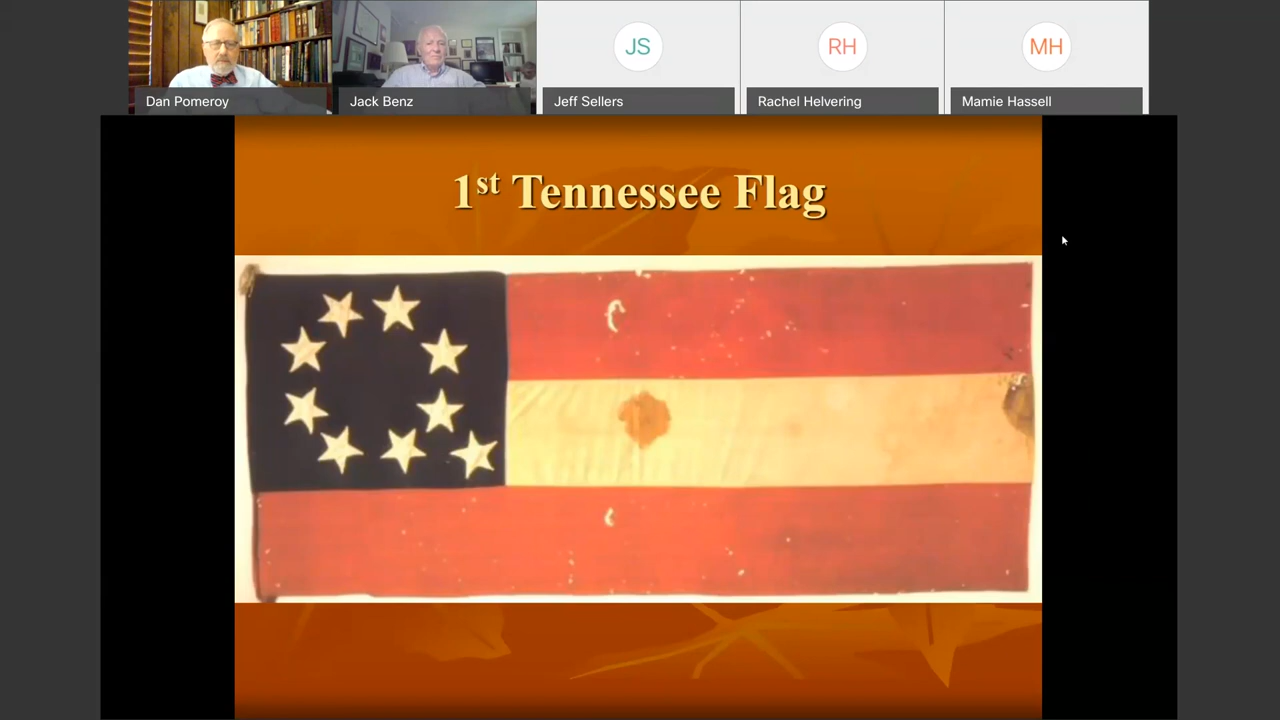 JS
RH
MH
Dan Pomeroy
Jack Benz
Jeff Sellers
Rachel Helvering
Mamie Hassell
1st Tennessee Flag